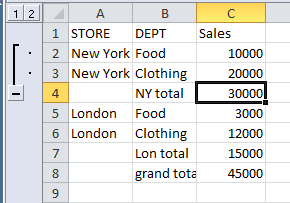 1 2
A B C
1 STORE DEPT Sales
2 New York Food 10000
3 New York Clothing 20000
4 NY total 30000
5 London Food 3000
6 London Clothing 12000
7 Lon total 15000
8 grand tota 45000
9